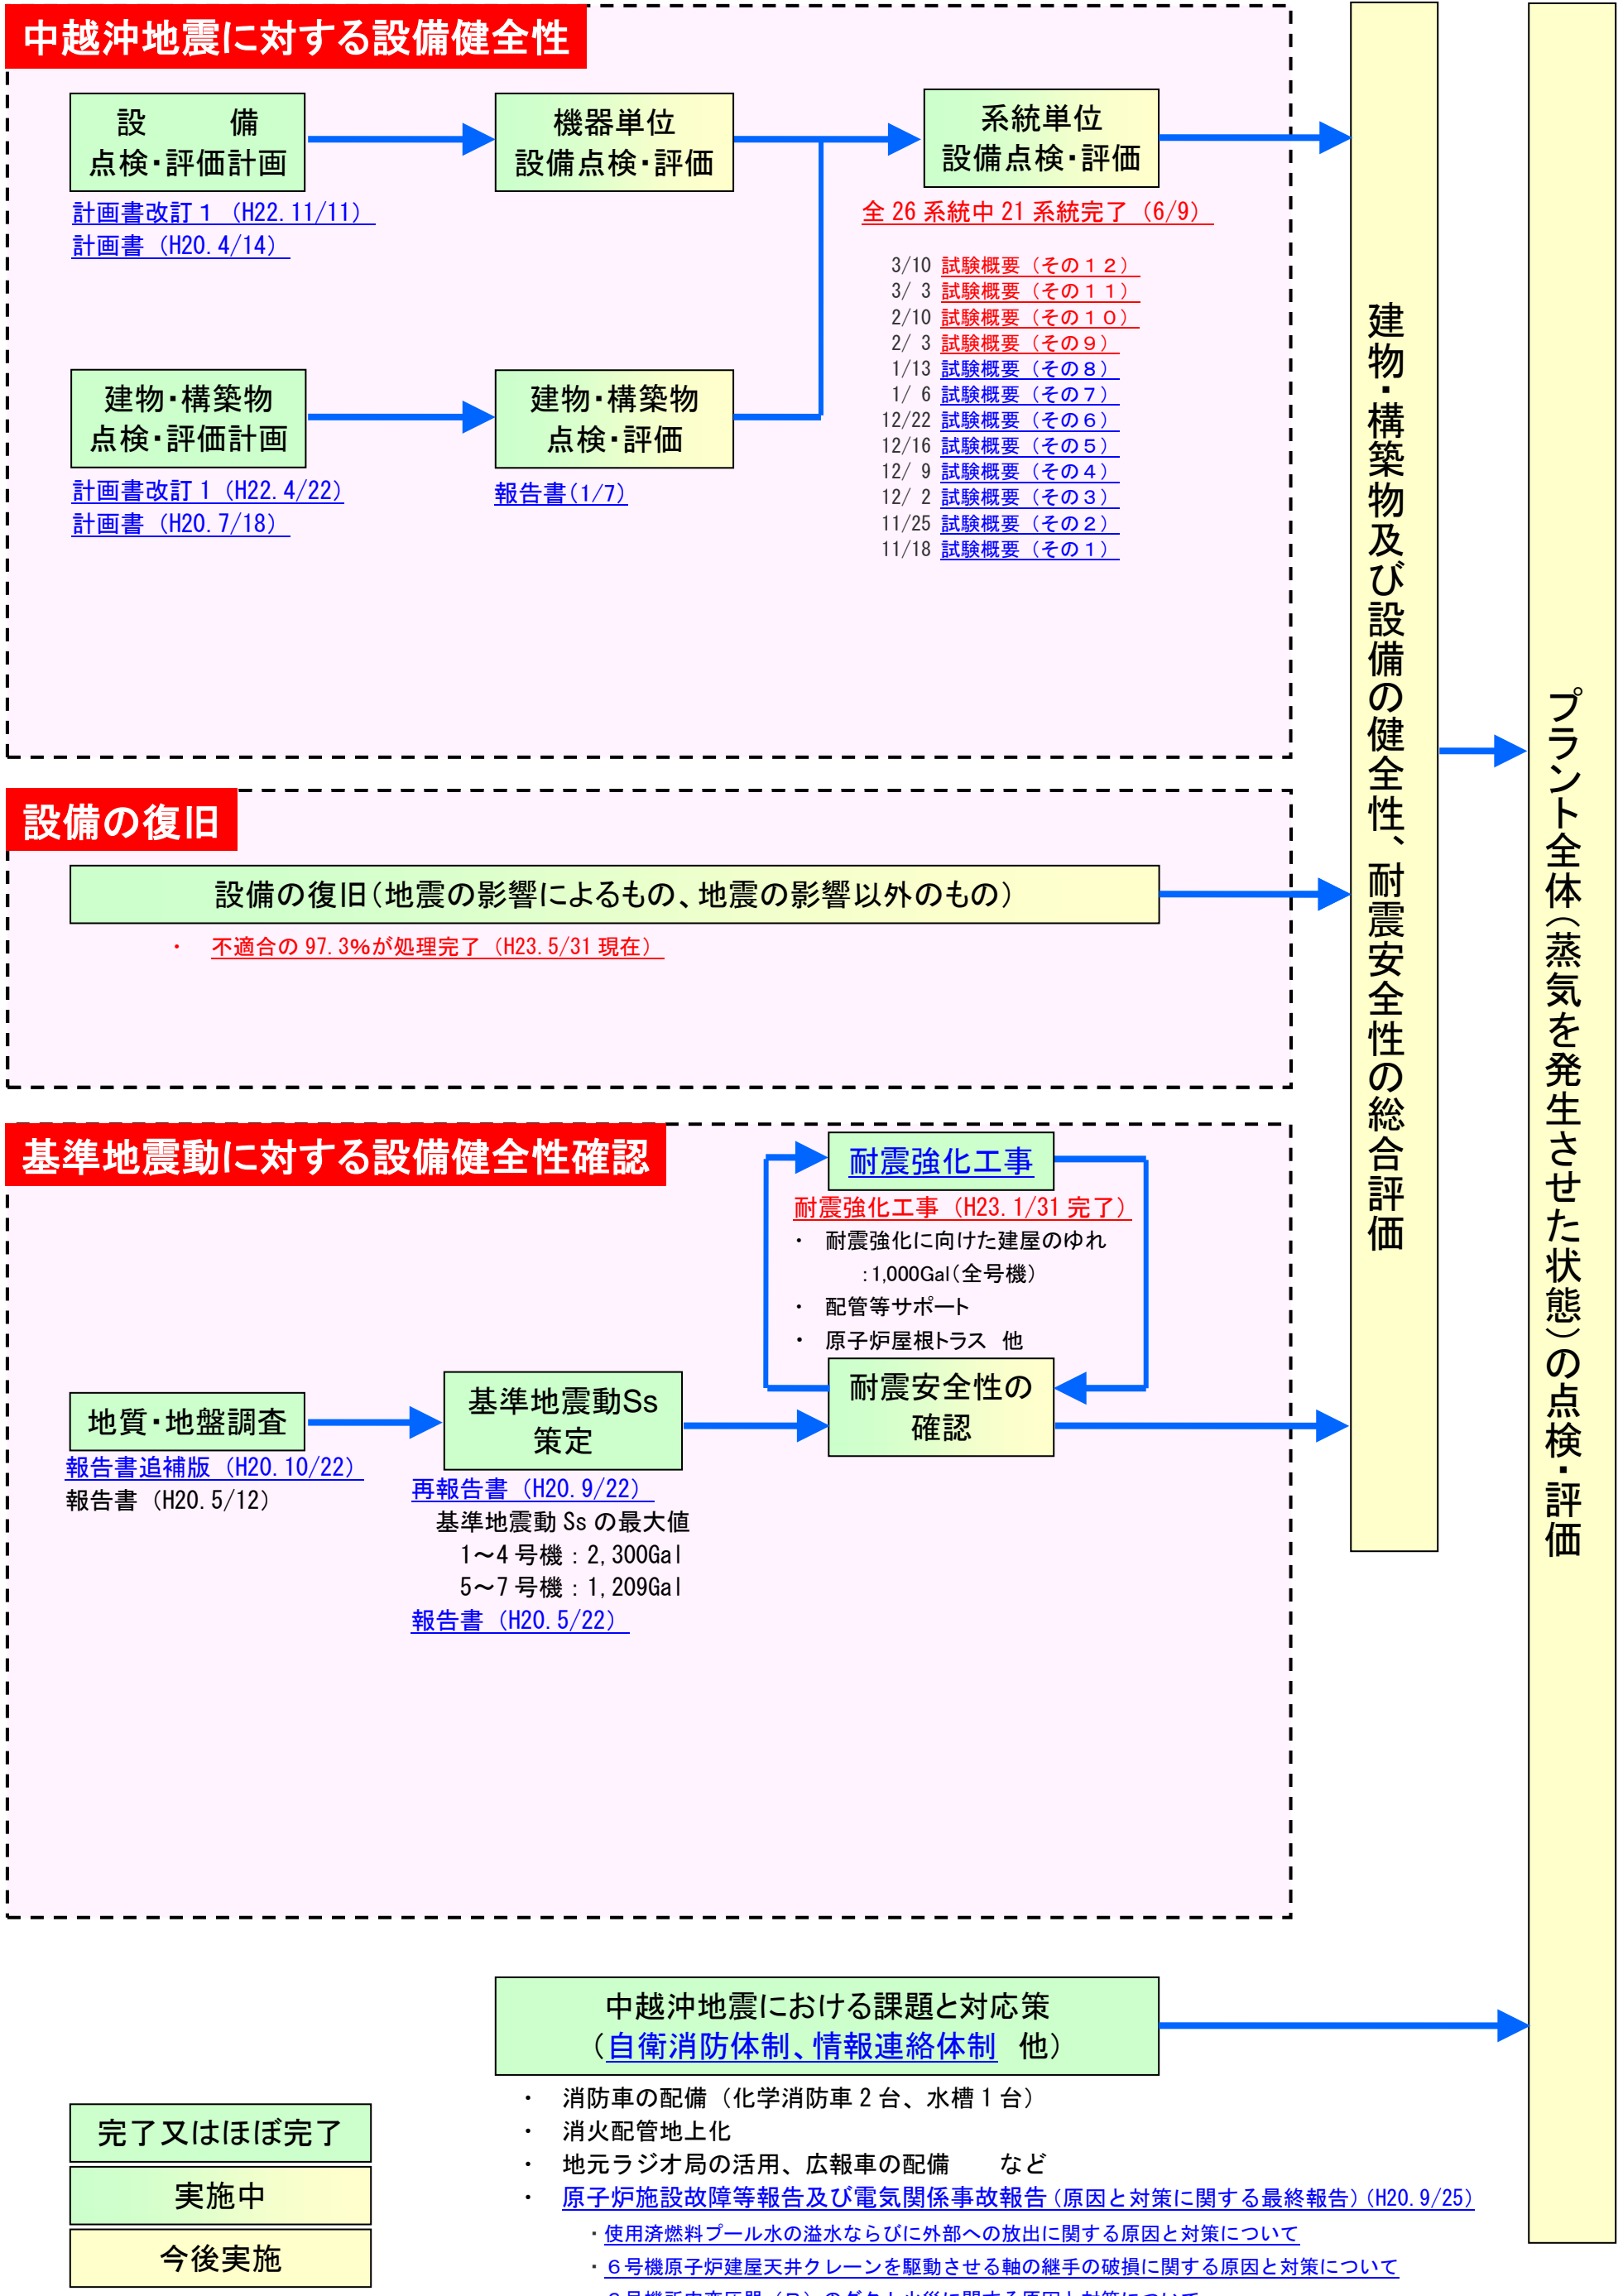 中越沖地震に対する設備健全性
設　　備
点検・評価計画
計画書改訂１（H22.11/11）
計画書（H20.4/14）
機器単位
設備点検・評価
系統単位
設備点検・評価
全 26 系統中 21 系統完了（6/9）
3/10 試験概要（その１２）
3/ 3 試験概要（その１１）
2/10 試験概要（その１０）
2/ 3 試験概要（その９）
1/13 試験概要（その８）
1/ 6 試験概要（その７）
12/22 試験概要（その６）
12/16 試験概要（その５）
12/ 9 試験概要（その４）
12/ 2 試験概要（その３）
11/25 試験概要（その２）
11/18 試験概要（その１）
建物・構築物
点検・評価計画
計画書改訂１（H22.4/22）
計画書（H20.7/18）
建物・構築物
点検・評価
報告書（1/7）
設備の復旧
設備の復旧（地震の影響によるもの、地震の影響以外のもの）
・ 不適合の 97.3％が処理完了（H23.5/31 現在）
基準地震動に対する設備健全性確認
耐震強化工事
耐震強化工事（H23.1/31 完了）
・ 耐震強化に向けた建屋のゆれ
：1,000Gal（全号機）
・ 配管等サポート
・ 原子炉屋根トラス 他
地質・地盤調査
報告書追補版（H20.10/22）
報告書（H20.5/12）
基準地震動Ss
策定
再報告書（H20.9/22）
基準地震動 Ss の最大値
1～4 号機：2,300Gal
5～7 号機：1,209Gal
報告書（H20.5/22）
耐震安全性の
確認
建物・構築物及び設備の健全性、耐震安全性の総合評価
プラント全体（蒸気を発生させた状態）の点検・評価
中越沖地震における課題と対応策
（自衛消防体制、情報連絡体制 他）
・ 消防車の配備（化学消防車 2 台、水槽 1 台）
・ 消火配管地上化
・ 地元ラジオ局の活用、広報車の配備　　など
・ 原子炉施設故障等報告及び電気関係事故報告（原因と対策に関する最終報告）（H20.9/25）
・使用済燃料プール水の溢水ならびに外部への放出に関する原因と対策について
・６号機原子炉建屋天井クレーンを駆動させる軸の継手の破損に関する原因と対策について
完了又はほぼ完了
実施中
今後実施